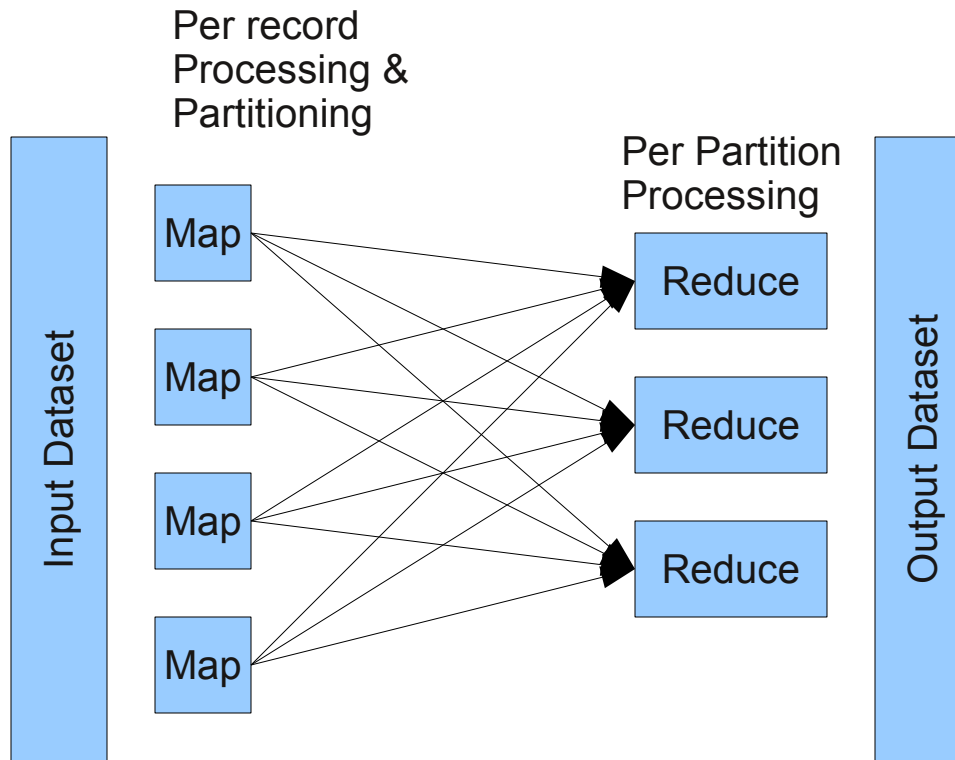 Per record
Processing &
Partitioning
Per Partition
Processing
Input Dataset
Map
Map
Map
Map
Reduce
Reduce
Reduce
Output Dataset